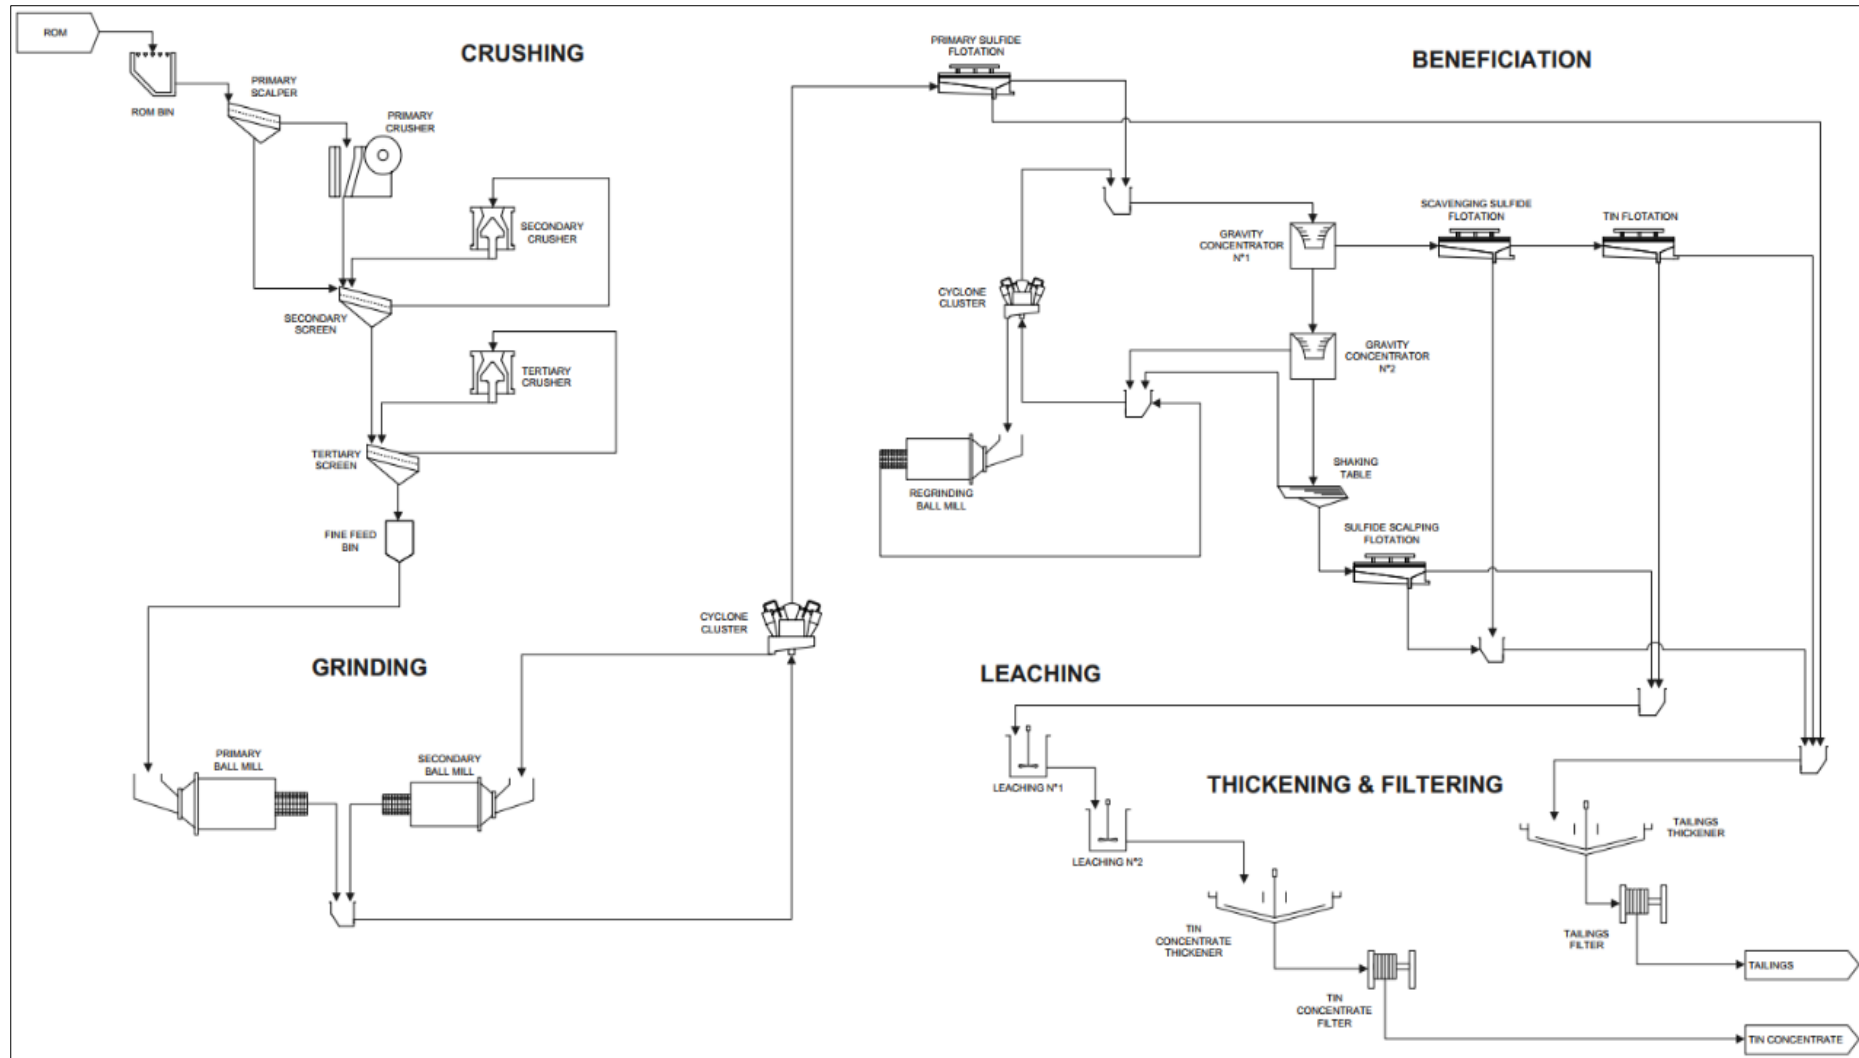 ROM
CRUSHING
ROM BIN
PRIMARY
SCALPER
PRIMARY
CRUSHER
SECONDARY
CRUSHER
SECONDARY
SCREEN
TERTIARY
CRUSHER
TERTIARY
SCREEN
FINE FEED
BIN
GRINDING
PRIMARY
BALL MILL
SECONDARY
BALL MILL
CYCLONE
CLUSTER
PRIMARY SULFIDE
FLOTATION
BENEFICIATION
GRAVITY
CONCENTRATOR
N°1
SCAVENGING SULFIDE
FLOTATION
TIN FLOTATION
CYCLONE
CLUSTER
GRAVITY
CONCENTRATOR
N°2
REGRINDING
BALL MILL
SHAKING
TABLE
SULFIDE SCALPING
FLOTATION
LEACHING
LEACHING N°1
LEACHING N°2
THICKENING & FILTERING
TAILINGS
THICKENER
TIN
CONCENTRATE
THICKENER
TAILINGS
FILTER
TIN
CONCENTRATE
FILTER
TAILINGS
TIN CONCENTRATE